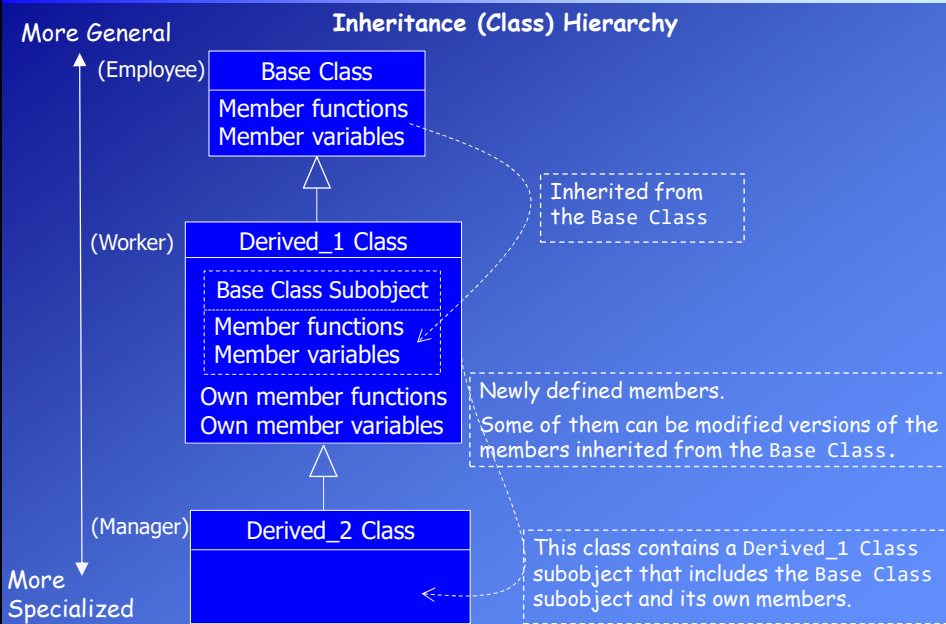 Inheritance (Class) Hierarchy
More General
(Employee)
Base Class
Member functions
Member variables
Inherited from
the Base Class
(Worker)
Derived_1 Class
Base Class Subobject
Member functions
Member variables
Own member functions
Own member variables
Newly defined members.
Some of them can be modified versions of the
members inherited from the Base Class.
(Manager)
Derived_2 Class
This class contains a Derived_1 Class
subobject that includes the Base Class
subobject and its own members.
More
Specialized